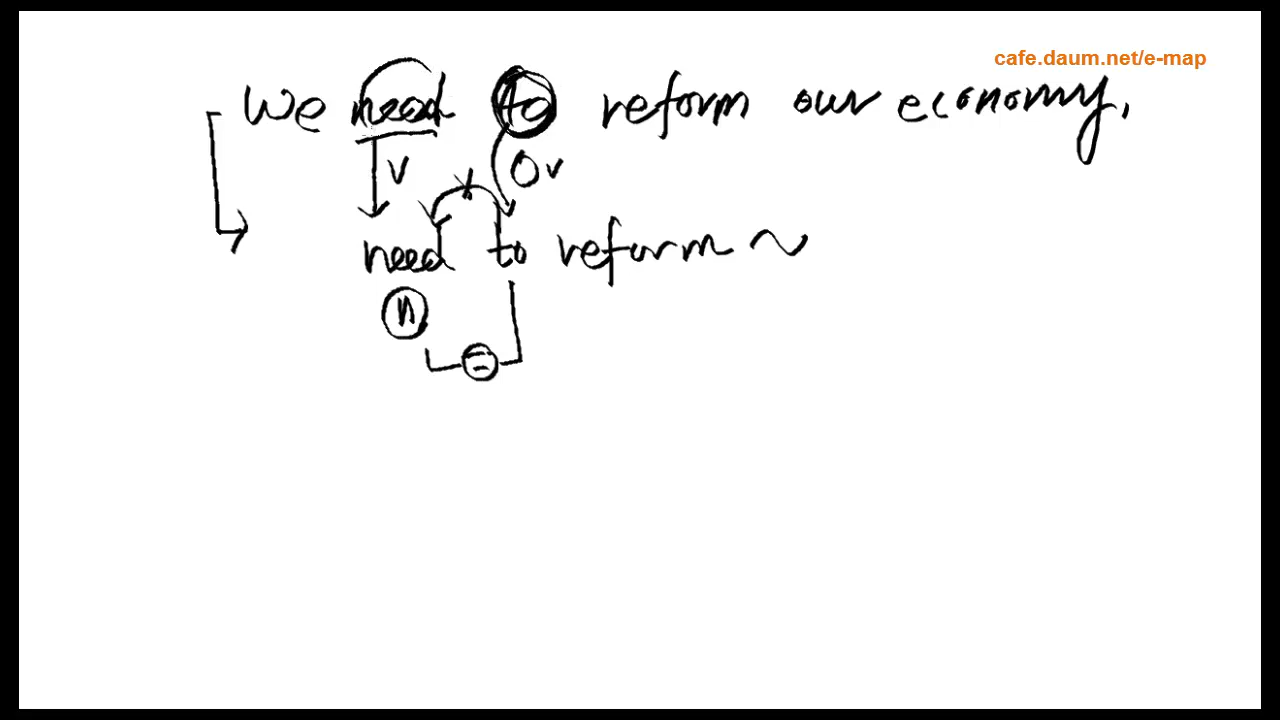 cafe.daum.net/e-map
We need to reform our economy.
V Ov
need to reform ~
n
=